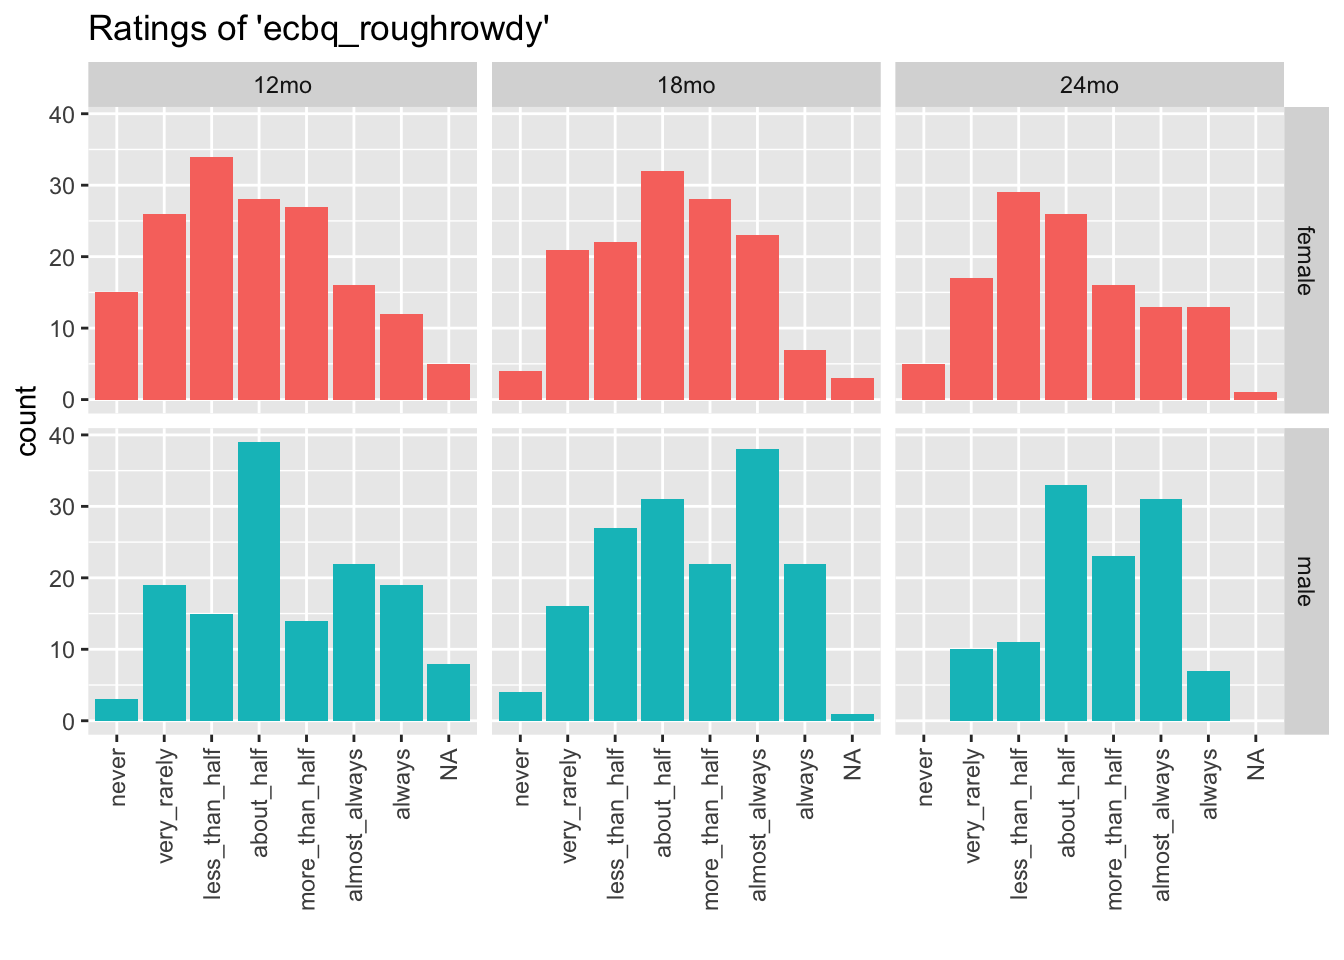 Ratings of 'ecbq_roughrowdy'
12mo 18mo 24mo
40
30
20
10
0
female
count
40
30
20
10
0
male
never very_rarely less_than_half about_half more_than_half almost_always always NA
never very_rarely less_than_half about_half more_than_half almost_always always NA
never very_rarely less_than_half about_half more_than_half almost_always always NA